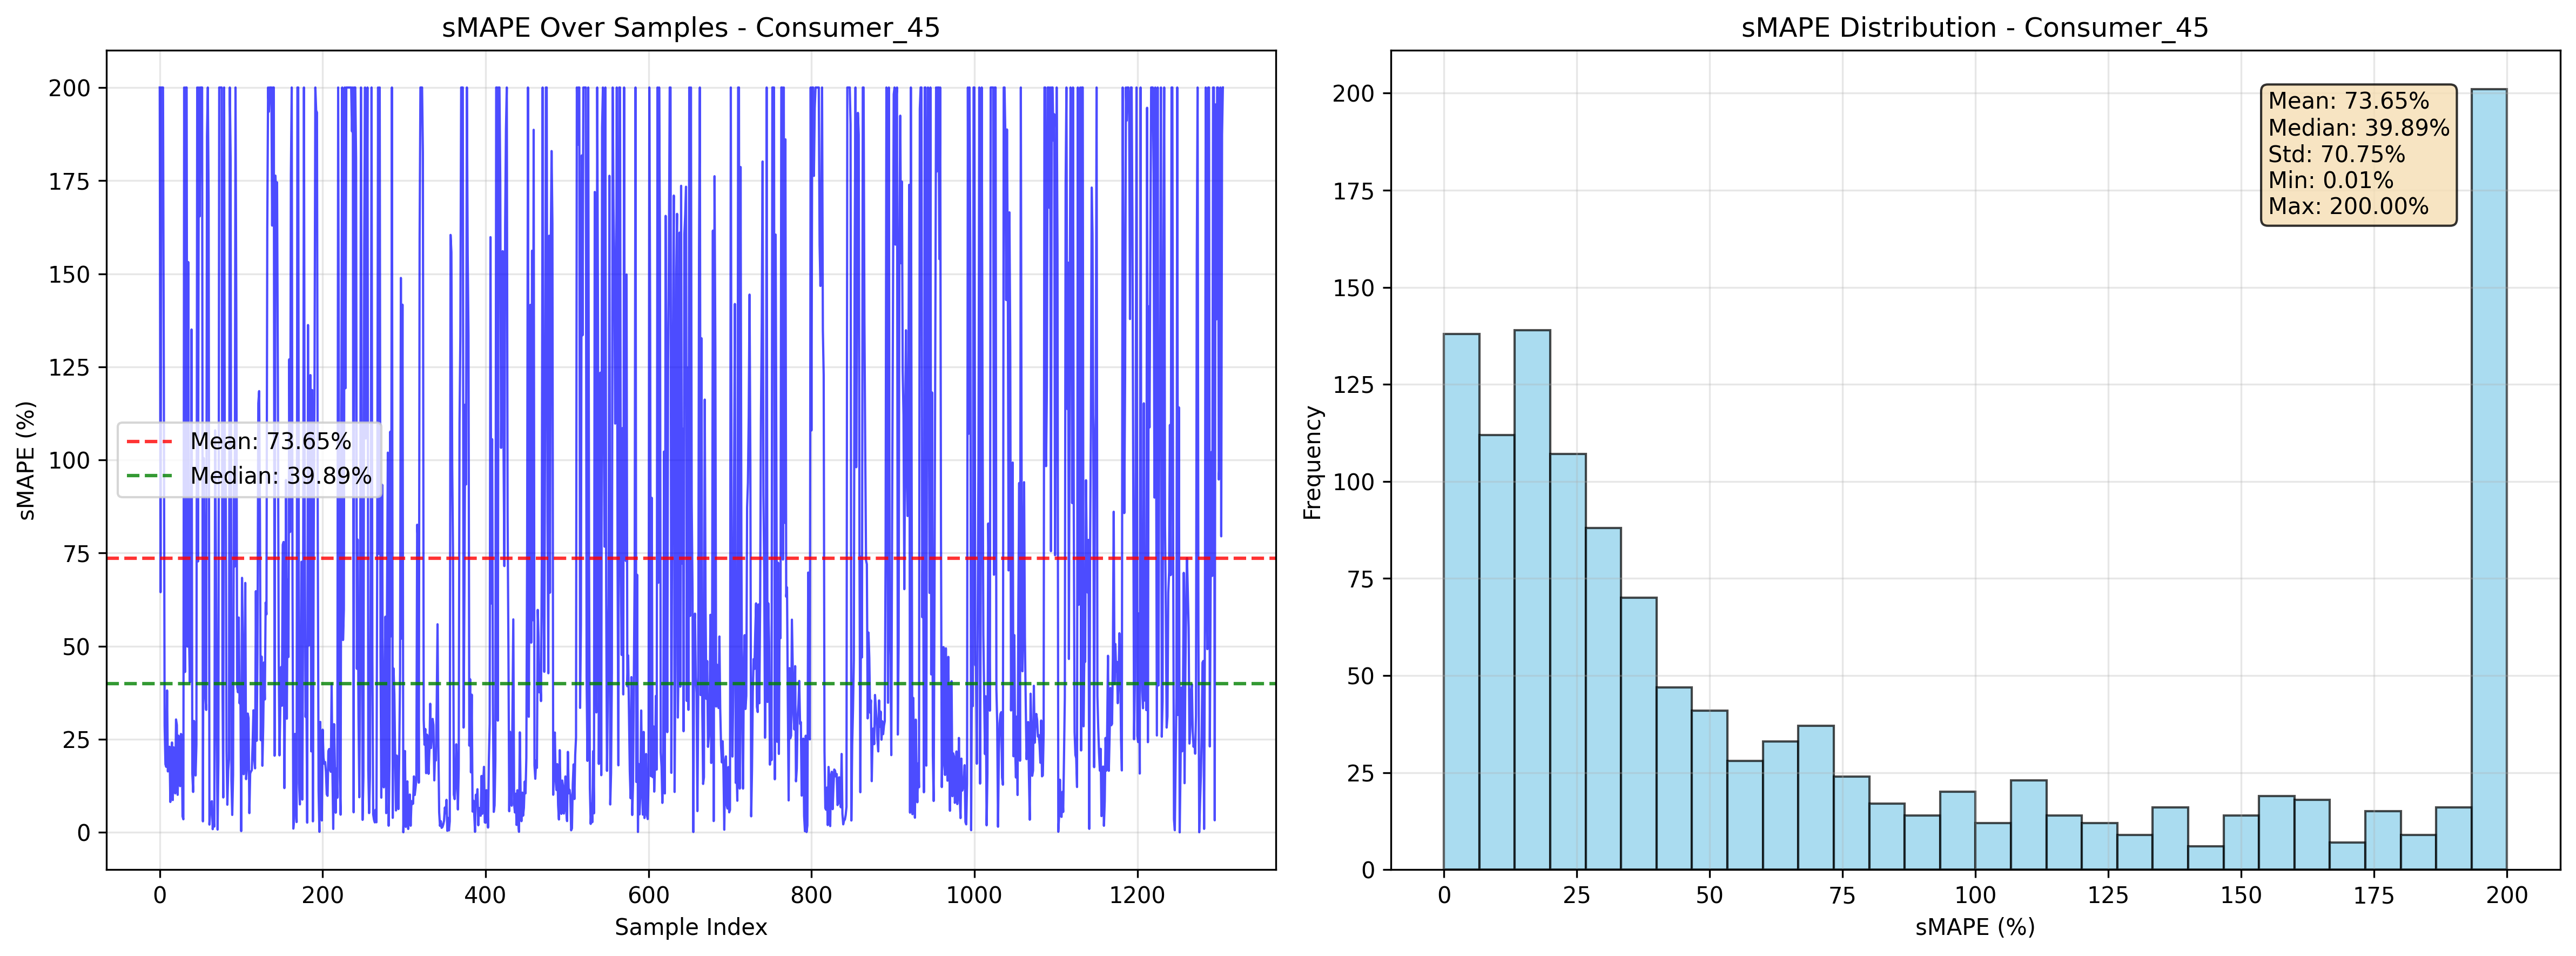 sMAPE Over Samples - Consumer_45
sMAPE (%)
200
175
150
125
100
75
50
25
0
Mean: 73.65%
Median: 39.89%
0 200 400 600 800 1000 1200
Sample Index
sMAPE Distribution - Consumer_45
Frequency
200
175
150
125
100
75
50
25
0
Mean: 73.65%
Median: 39.89%
Std: 70.75%
Min: 0.01%
Max: 200.00%
0 25 50 75 100 125 150 175 200
sMAPE (%)